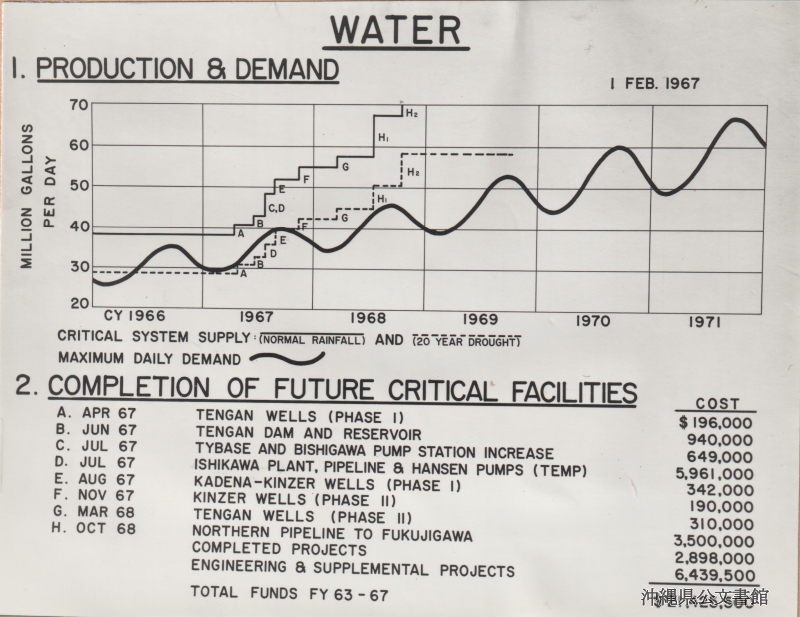 WATER
1. PRODUCTION & DEMAND
1 FEB. 1967
MILLION GALLONS
PER DAY
70
60
50
40
30
20
A
B
C,D
E
F
G
H1
H2
A
B
D
E
F
G
H1
H2
CY 1966 1967 1968 1969 1970 1971
CRITICAL SYSTEM SUPPLY: (NORMAL RAINFALL) AND (20 YEAR DROUGHT)
MAXIMUM DAILY DEMAND
2. COMPLETION OF FUTURE CRITICAL FACILITIES
COST
A. APR 67 TENGAN WELLS (PHASE I) $196,000
B. JUN 67 TENGAN DAM AND RESERVOIR 940,000
C. JUL 67 TYBASE AND BISHIGAWA PUMP STATION INCREASE 649,000
D. JUL 67 ISHIKAWA PLANT, PIPELINE & HANSEN PUMPS (TEMP) 5,961,000
E. AUG 67 KADENA-KINZER WELLS (PHASE I) 342,000
F. NOV 67 KINZER WELLS (PHASE II) 190,000
G. MAR 68 TENGAN WELLS (PHASE II) 310,000
H. OCT 68 NORTHERN PIPELINE TO FUKUJIGAWA 3,500,000
COMPLETED PROJECTS 2,898,000
ENGINEERING & SUPPLEMENTAL PROJECTS 6,439,500
TOTAL FUNDS FY 63-67
沖縄県公文書館